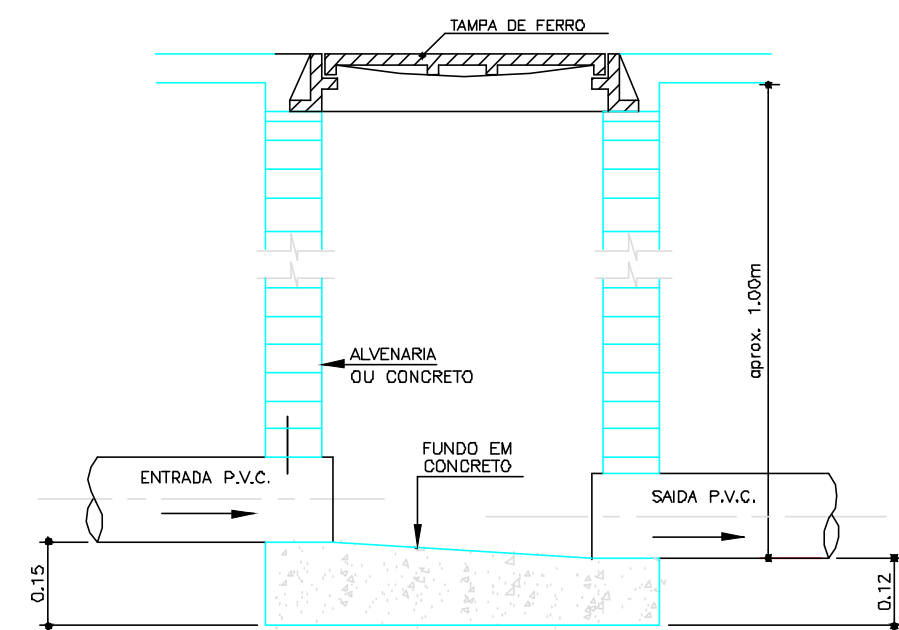 TAMPA DE FERRO
aprox. 1.00m
ALVENARIA
OU CONCRETO
FUNDO EM
CONCRETO
ENTRADA P.V.C.
SAIDA P.V.C.
0.15
0.12